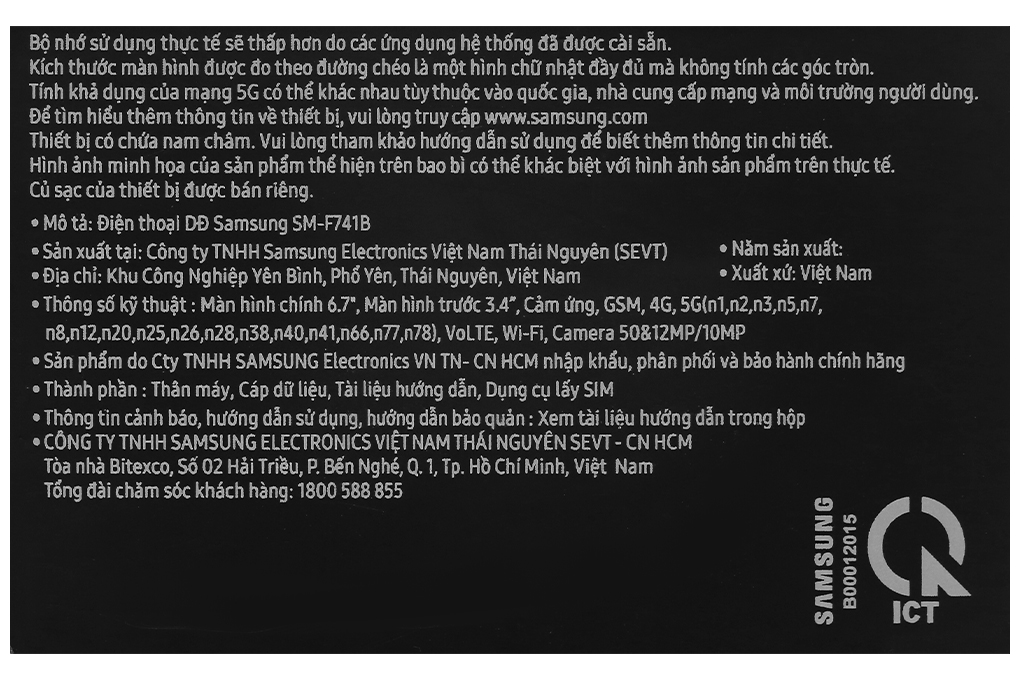 Bộ nhớ sử dụng thực tế sẽ thấp hơn do các ứng dụng hệ thống đã được cài sẵn.
Kích thước màn hình được đo theo đường chéo là một hình chữ nhật đầy đủ mà không tính các góc tròn.
Tính khả dụng của mạng 5G có thể khác nhau tùy thuộc vào quốc gia, nhà cung cấp mạng và môi trường người dùng.
Để tìm hiểu thêm thông tin về thiết bị, vui lòng truy cập www.samsung.com
Thiết bị có chứa nam châm. Vui lòng tham khảo hướng dẫn sử dụng để biết thêm thông tin chi tiết.
Hình ảnh minh họa của sản phẩm thể hiện trên bao bì có thể khác biệt với hình ảnh sản phẩm trên thực tế.
Củ sạc của thiết bị được bán riêng.
• Mô tả: Điện thoại DĐ Samsung SM-F741B
• Sản xuất tại: Công ty TNHH Samsung Electronics Việt Nam Thái Nguyên (SEVT)
• Năm sản xuất:
• Địa chỉ: Khu Công Nghiệp Yên Bình, Phổ Yên, Thái Nguyên, Việt Nam
• Xuất xứ: Việt Nam
• Thông số kỹ thuật : Màn hình chính 6.7", Màn hình trước 3.4", Cảm ứng, GSM, 4G, 5G(n1,n2,n3,n5,n7,
n8,n12,n20,n25,n26,n28,n38,n40,n41,n66,n77,n78), VoLTE, Wi-Fi, Camera 50&12MP/10MP
• Sản phẩm do Cty TNHH SAMSUNG Electronics VN TN- CN HCM nhập khẩu, phân phối và bảo hành chính hãng
• Thành phần : Thân máy, Cáp dữ liệu, Tài liệu hướng dẫn, Dụng cụ lấy SIM
• Thông tin cảnh báo, hướng dẫn sử dụng, hướng dẫn bảo quản : Xem tài liệu hướng dẫn trong hộp
• CÔNG TY TNHH SAMSUNG ELECTRONICS VIỆT NAM THÁI NGUYÊN SEVT - CN HCM
Tòa nhà Bitexco, Số 02 Hải Triều, P. Bến Nghé, Q. 1, Tp. Hồ Chí Minh, Việt Nam
Tổng đài chăm sóc khách hàng: 1800 588 855
SAMSUNG
B00012015
ICT